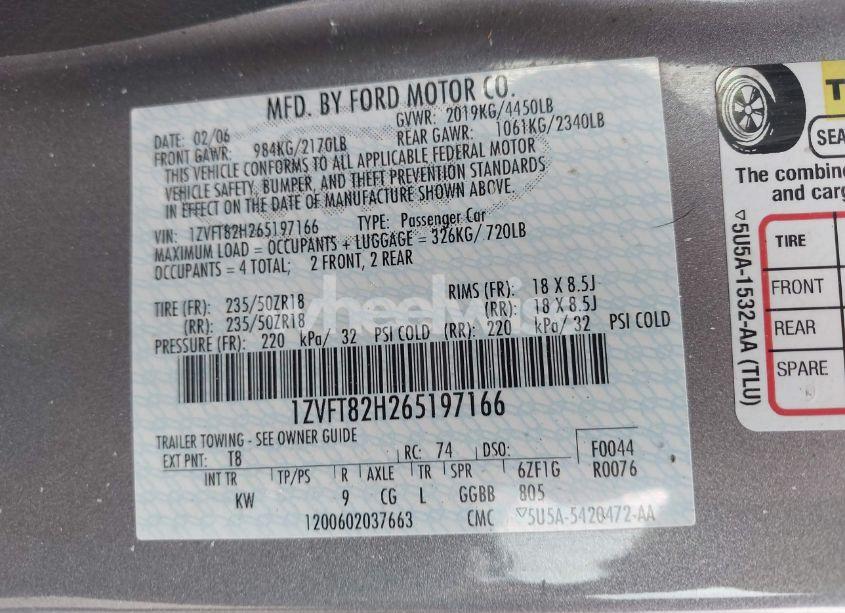 MFD. BY FORD MOTOR CO.
DATE: 02/06 GVWR: 2019KG/4450LB
FRONT GAWR: 984KG/2170LB REAR GAWR: 1061KG/2340LB
THIS VEHICLE CONFORMS TO ALL APPLICABLE FEDERAL MOTOR
VEHICLE SAFETY, BUMPER, AND THEFT PREVENTION STANDARDS
IN EFFECT ON THE DATE OF MANUFACTURE SHOWN ABOVE.
VIN: 1ZVFT82H265197166 TYPE: Passenger Car
MAXIMUM LOAD = OCCUPANTS + LUGGAGE = 326KG/ 720LB
OCCUPANTS = 4 TOTAL; 2 FRONT, 2 REAR
TIRE (FR): 235/50ZR18 RIMS (FR): 18 X 8.5J
(RR): 235/50ZR18 (RR): 18 X 8.5J
PRESSURE (FR): 220 kPa/ 32 PSI COLD (RR): 220 kPa/ 32 PSI COLD
1ZVFT82H265197166
TRAILER TOWING - SEE OWNER GUIDE
EXT PNT: T8 RC: 74 DSO: F0044
INT TR TP/PS R AXLE TR SPR 6ZF1G R0076
KW 9 CG L GGBB 805
1200602037663 CMC ▽5U5A-5420472-AA
SEA
The combine
and carg
TIRE
FRONT
REAR
SPARE
▽5U5A-1532-AA (TLU)